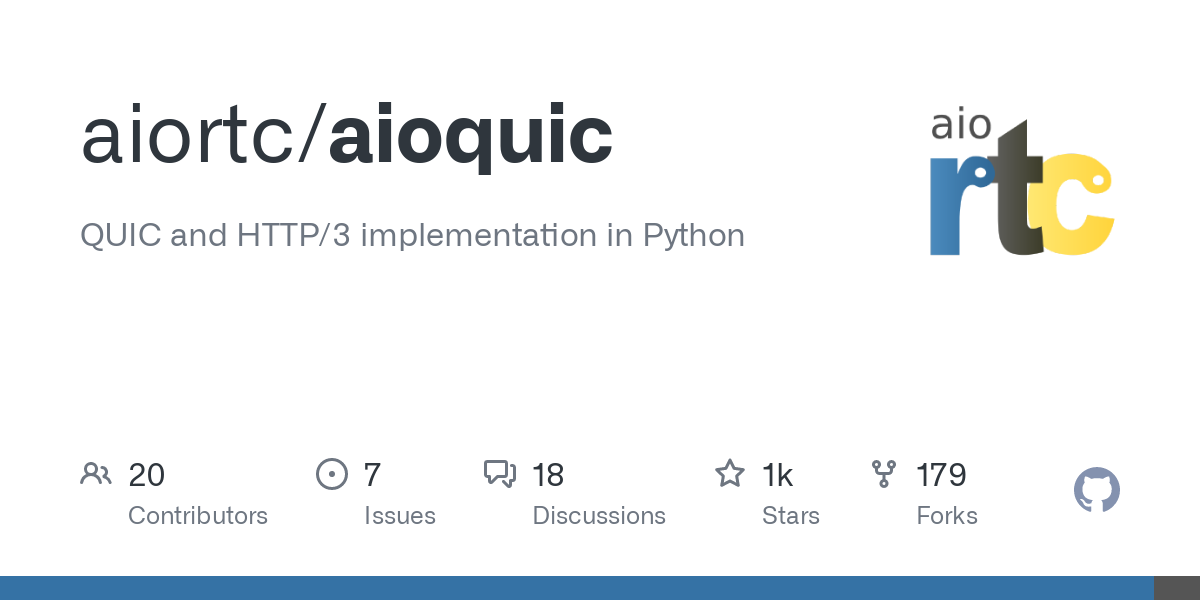 aiortc/aioquic
QUIC and HTTP/3 implementation in Python
aio
rtc
20
Contributors
7
Issues
18
Discussions
1k
Stars
179
Forks